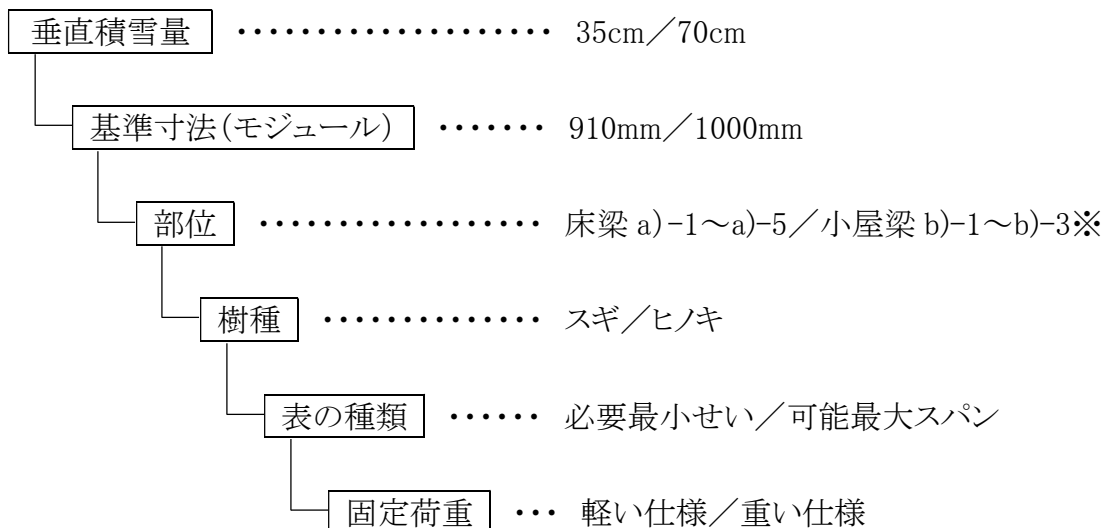 垂直積雪量 ・・・・・・・・・・・・・・・・・・・・ 35cm／70cm
基準寸法（モジュール） ・・・・・・・ 910mm／1000mm
部位 ・・・・・・・・・・・・・・・・・・ 床梁 a)-1～a)-5／小屋梁 b)-1～b)-3※
樹種 ・・・・・・・・・・・・・・ スギ／ヒノキ
表の種類 ・・・・・・ 必要最小せい／可能最大スパン
固定荷重 ・・・ 軽い仕様／重い仕様